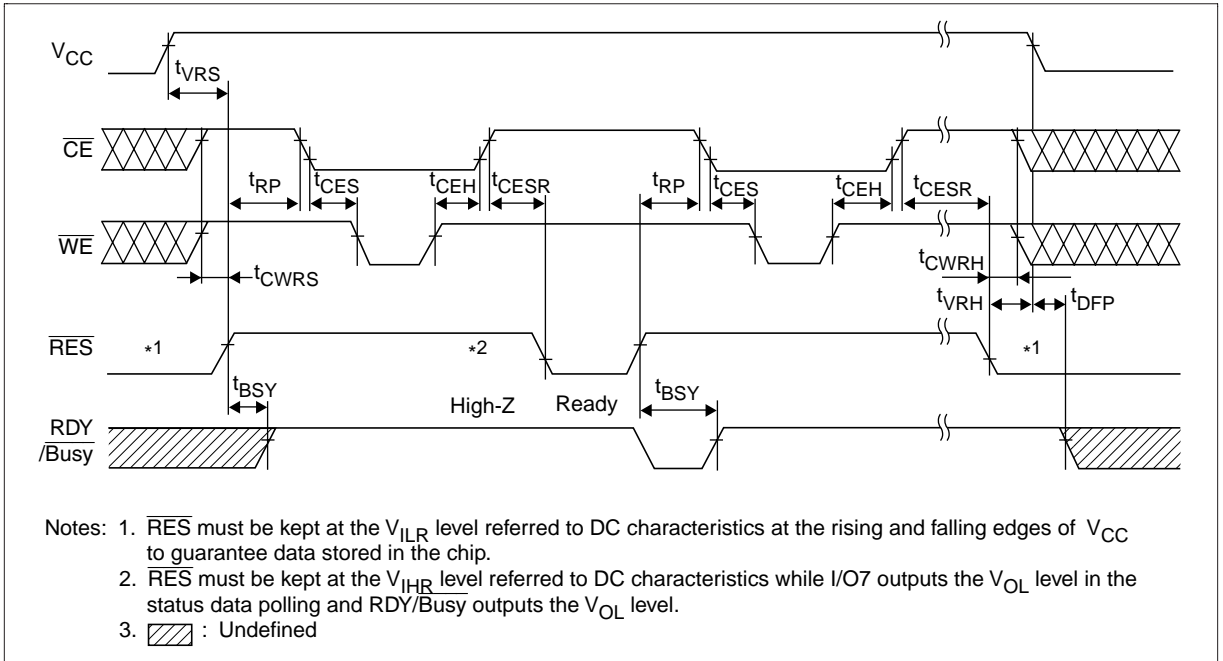 VCC
tVRS
CE
tRP tCES tCEH tCESR tRP tCES tCEH tCESR
WE
tCWRS
tCWRH
tVRH tDFP
RES *1 *2 *1
tBSY tBSY
High-Z Ready
RDY
/Busy
Notes: 1. RES must be kept at the VILR level referred to DC characteristics at the rising and falling edges of VCC
to guarantee data stored in the chip.
2. RES must be kept at the VIHR level referred to DC characteristics while I/O7 outputs the VOL level in the
status data polling and RDY/Busy outputs the VOL level.
3. : Undefined